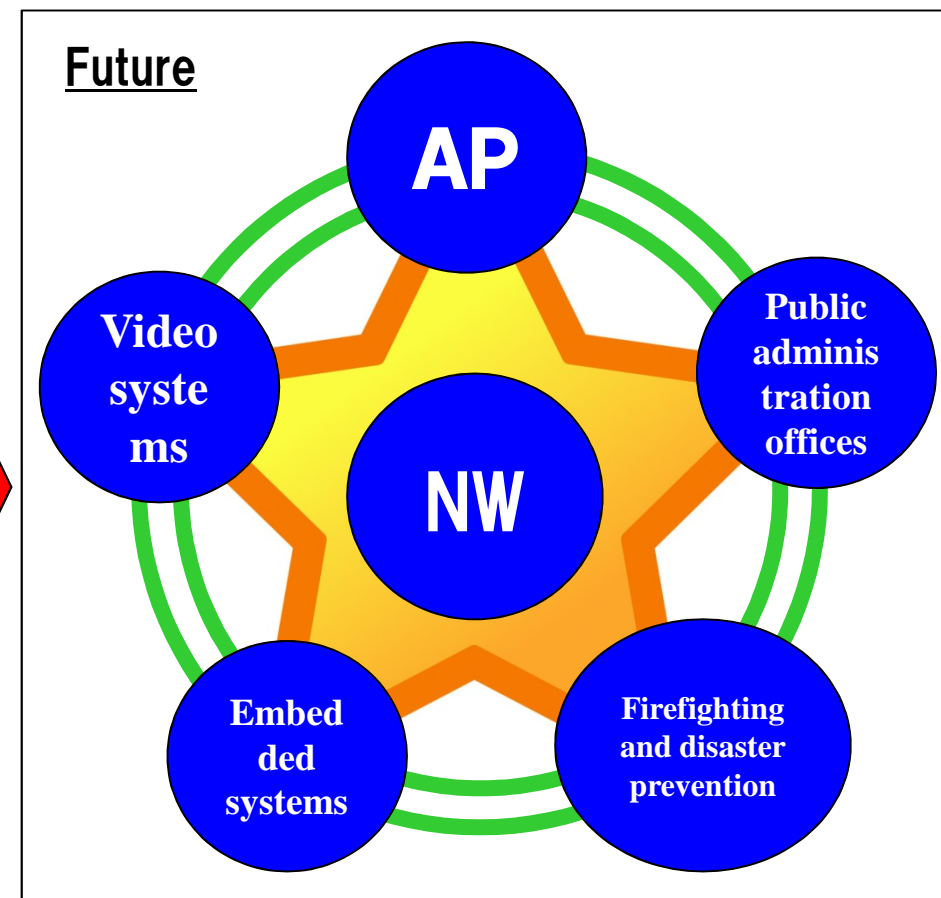 Future
AP
Video
syste
ms
Public
adminis
tration
offices
NW
Embed
ded
systems
Firefighting
and disaster
prevention